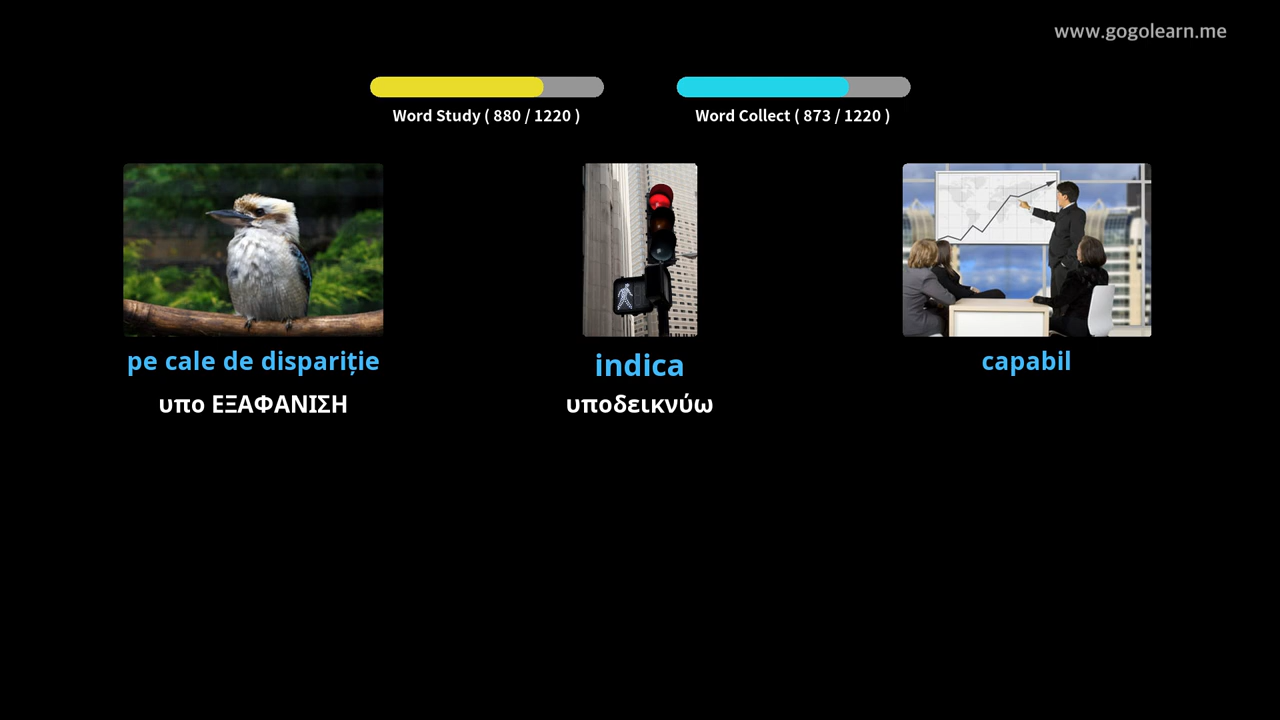 www.gogolearn.me
Word Study ( 880 / 1220 )
Word Collect ( 873 / 1220 )
pe cale de dispariție
indica
capabil
υπο ΕΞΑΦΑΝΙΣΗ
υποδεικνύω